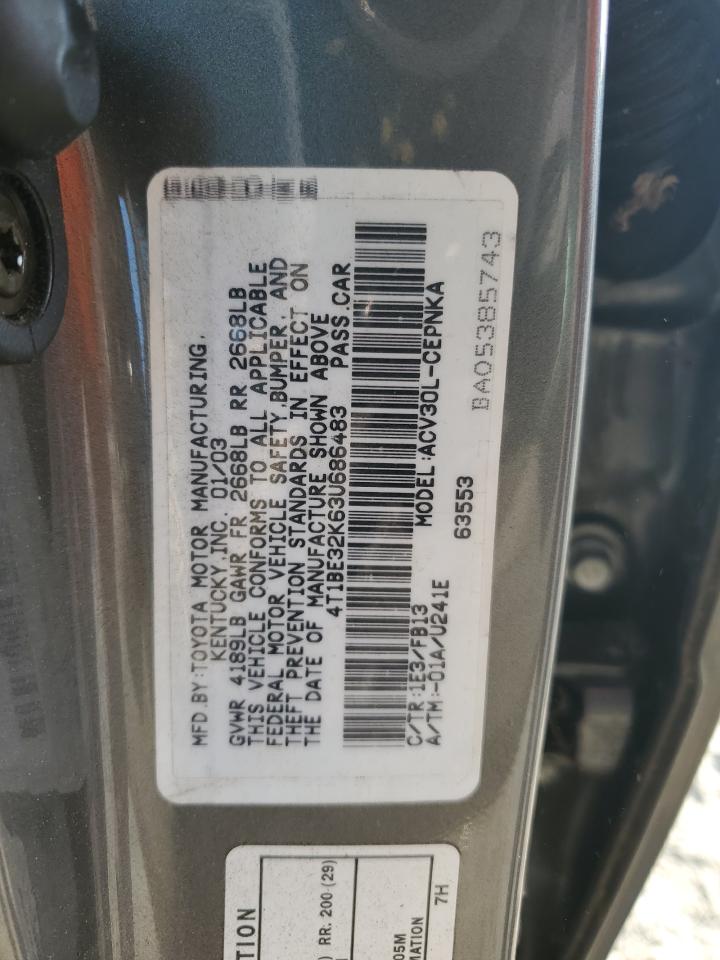 MFD.BY:TOYOTA MOTOR MANUFACTURING,
KENTUCKY,INC. 01/03
GVWR 4189LB GAWR FR 2668LB RR 2668LB
THIS VEHICLE CONFORMS TO ALL APPLICABLE
FEDERAL MOTOR VEHICLE SAFETY,BUMPER, AND
THEFT PREVENTION STANDARDS IN EFFECT ON
THE DATE OF MANUFACTURE SHOWN ABOVE
4T1BE32K63U686483 PASS.CAR
C/TR:1E3/FB13 MODEL:ACV30L-CEPNKA
A/TM:-01A/U241E 63553
BA05385743
TION
) RR. 200 (29)
05M
MATION
7H